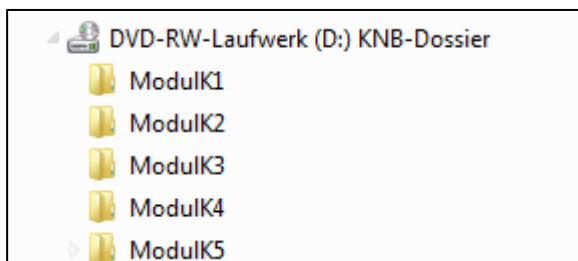 DVD-RW-Laufwerk (D:) KNB-Dossier
ModulK1
ModulK2
ModulK3
ModulK4
ModulK5